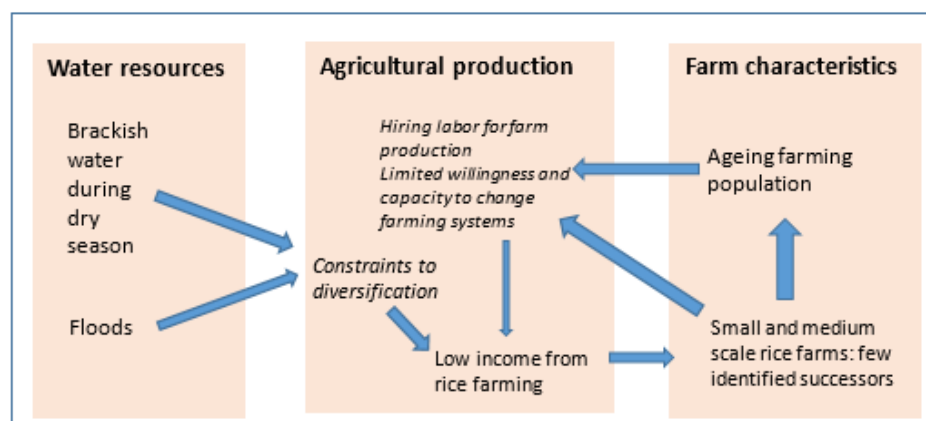 Water resources
Brackish
water
during
dry
season
Floods
Agricultural production
Hiring labor for farm
production
Limited willingness and
capacity to change
farming systems
Constraints to
diversification
Low income from
rice farming
Farm characteristics
Ageing farming
population
Small and medium
scale rice farms: few
identified successors